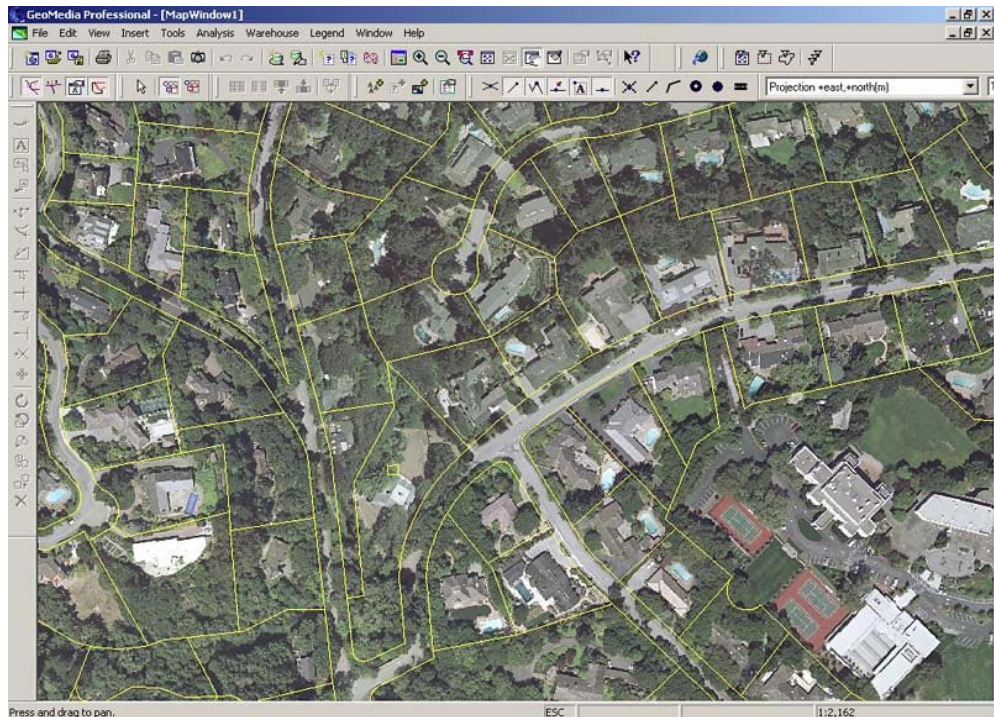 GeoMedia Professional - [MapWindow1]
File Edit View Insert Tools Analysis Warehouse Legend Window Help
Projection +east,+north(m)
Press and drag to pan. ESC 1:2,162